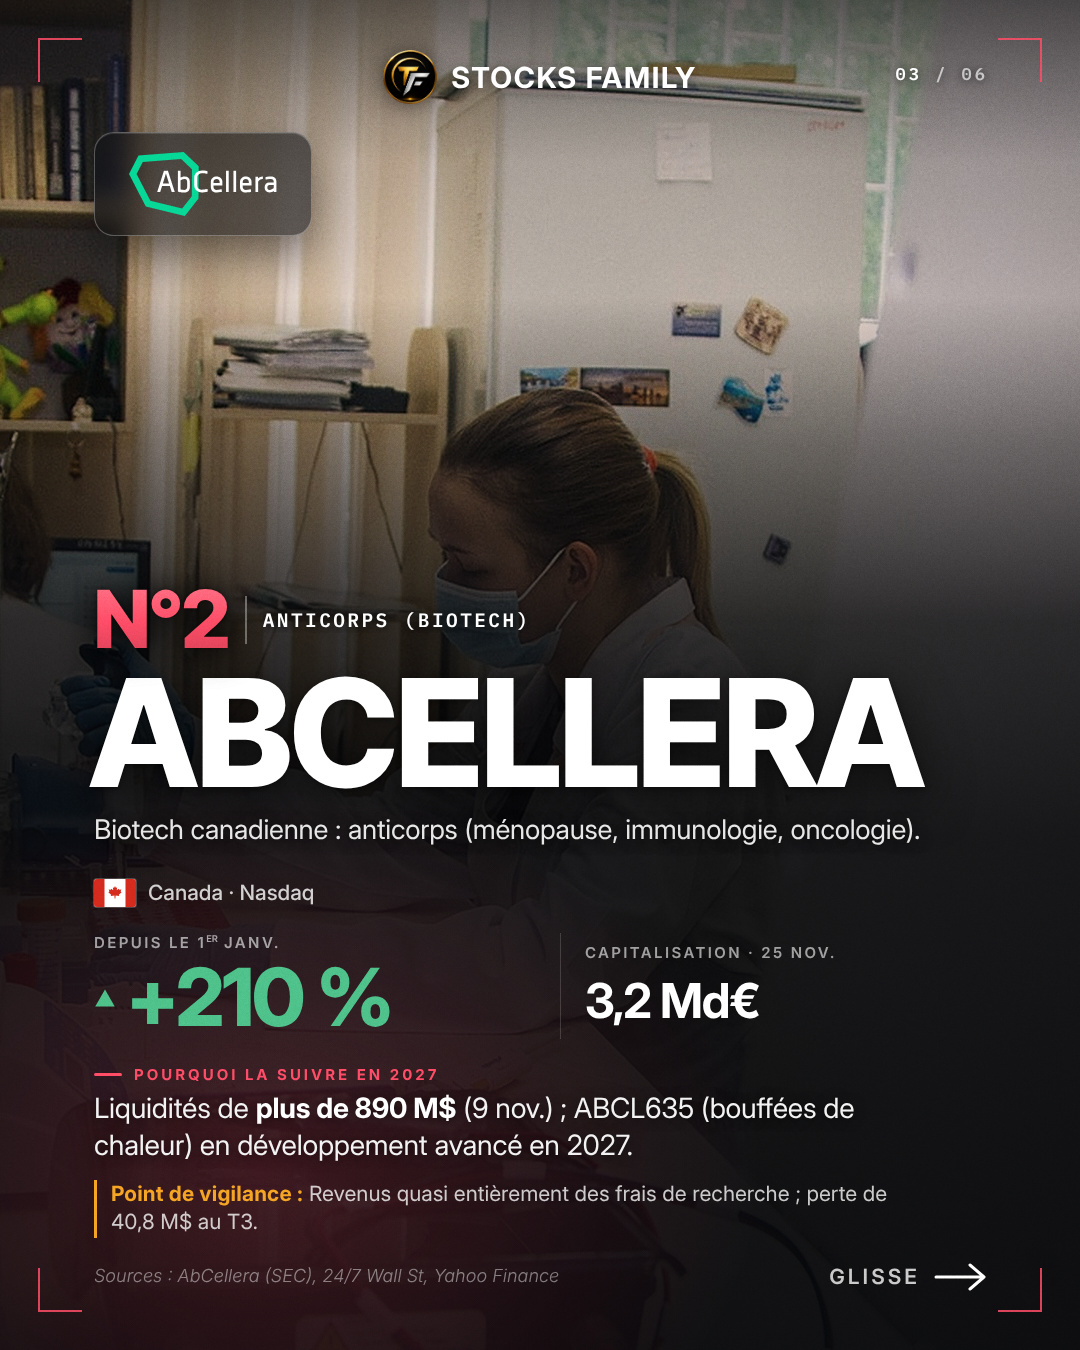 STOCKS FAMILY
03 / 06
AbCellera
N°2
ANTICORPS (BIOTECH)
ABCELLERA
Biotech canadienne : anticorps (ménopause, immunologie, oncologie).
Canada · Nasdaq
DEPUIS LE 1ER JANV.
▲ +210 %
CAPITALISATION · 25 NOV.
3,2 Md€
POURQUOI LA SUIVRE EN 2027
Liquidités de plus de 890 M$ (9 nov.) ; ABCL635 (bouffées de
chaleur) en développement avancé en 2027.
Point de vigilance : Revenus quasi entièrement des frais de recherche ; perte de
40,8 M$ au T3.
Sources : AbCellera (SEC), 24/7 Wall St, Yahoo Finance
GLISSE